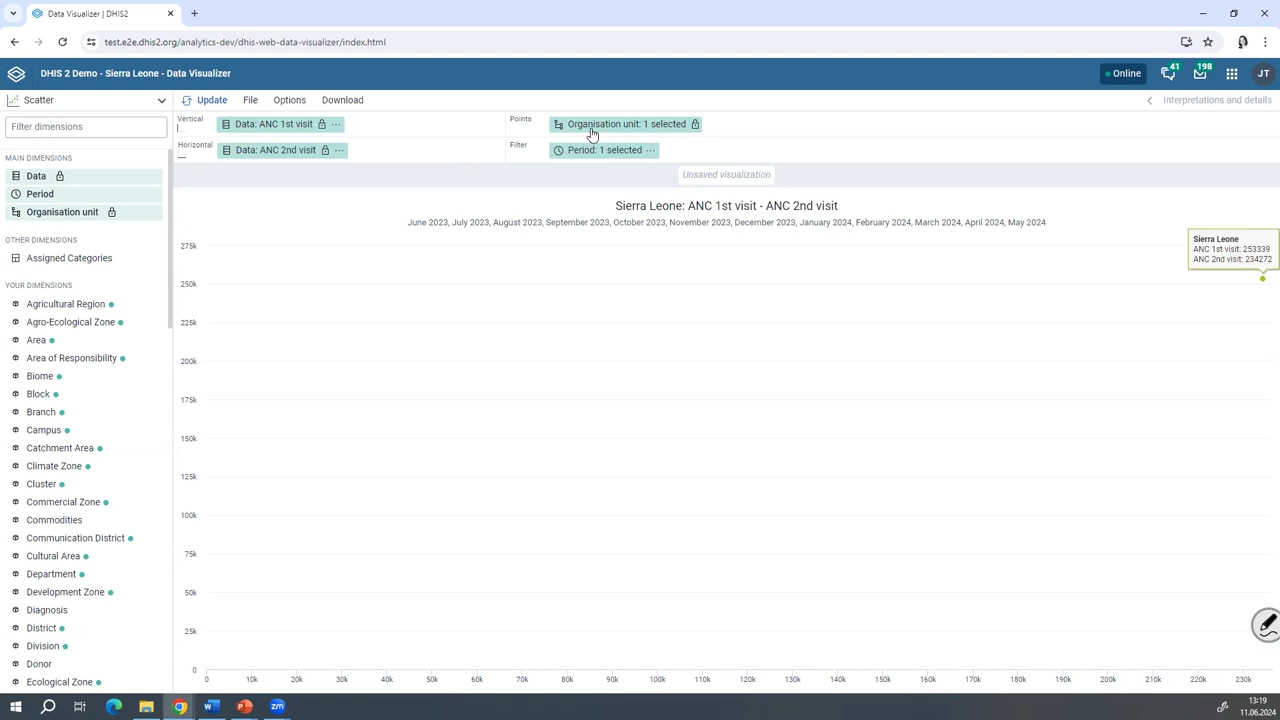 Data Visualizer | DHIS2
test.e2e.dhis2.org/analytics-dev/dhis-web-data-visualizer/index.html
DHIS 2 Demo - Sierra Leone - Data Visualizer
Online
41
198
JT
Scatter
Update
File
Options
Download
Interpretations and details
Filter dimensions
MAIN DIMENSIONS
Data
Period
Organisation unit
OTHER DIMENSIONS
Assigned Categories
YOUR DIMENSIONS
Agricultural Region
Agro-Ecological Zone
Area
Area of Responsibility
Biome
Block
Branch
Campus
Catchment Area
Climate Zone
Cluster
Commercial Zone
Commodities
Communication District
Cultural Area
Department
Development Zone
Diagnosis
District
Division
Donor
Ecological Zone
Vertical
Data: ANC 1st visit
Points
Organisation unit: 1 selected
Horizontal
Data: ANC 2nd visit
Filter
Period: 1 selected
Unsaved visualization
Sierra Leone: ANC 1st visit - ANC 2nd visit
June 2023, July 2023, August 2023, September 2023, October 2023, November 2023, December 2023, January 2024, February 2024, March 2024, April 2024, May 2024
Sierra Leone
ANC 1st visit: 253339
ANC 2nd visit: 234272
275k
250k
225k
200k
175k
150k
125k
100k
75k
50k
25k
0
0 10k 20k 30k 40k 50k 60k 70k 80k 90k 100k 110k 120k 130k 140k 150k 160k 170k 180k 190k 200k 210k 220k 230k
13:19
11.06.2024